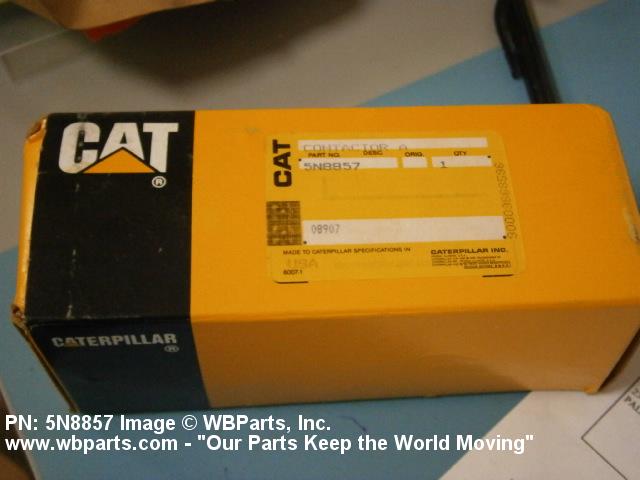 CAT
®
CATERPILLAR
®
CAT
CONTACTOR A
PART NO. DESC ORIG. QTY
5N8857 1
08907
MADE TO CATERPILLAR SPECIFICATIONS IN
USA
6007-1
CATERPILLAR INC.
PN: 5N8857 Image © WBParts, Inc.
www.wbparts.com - "Our Parts Keep the World Moving"